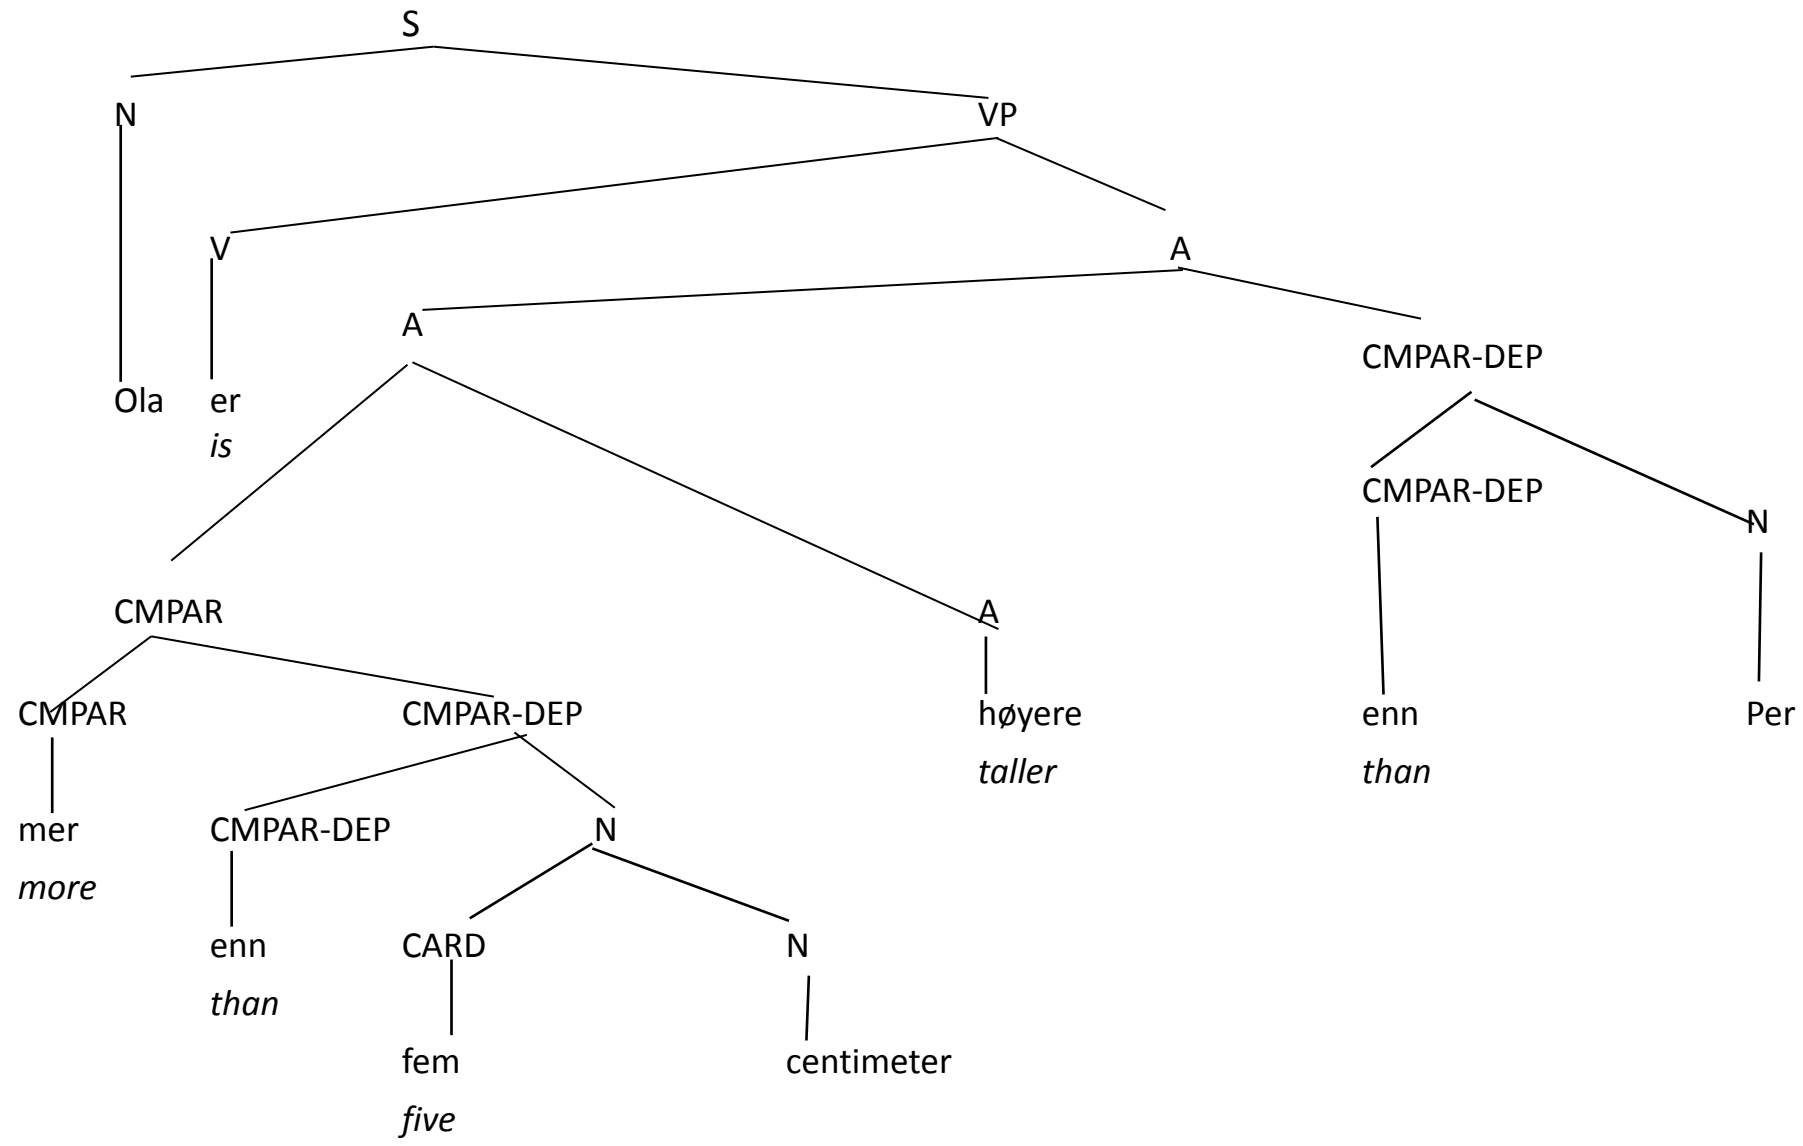 S
N VP
V A
A
CMPAR-DEP
Ola er
is
CMPAR-DEP
N
CMPAR A
CMPAR CMPAR-DEP høyere enn Per
taller than
mer CMPAR-DEP N
more
enn CARD N
than
fem centimeter
five